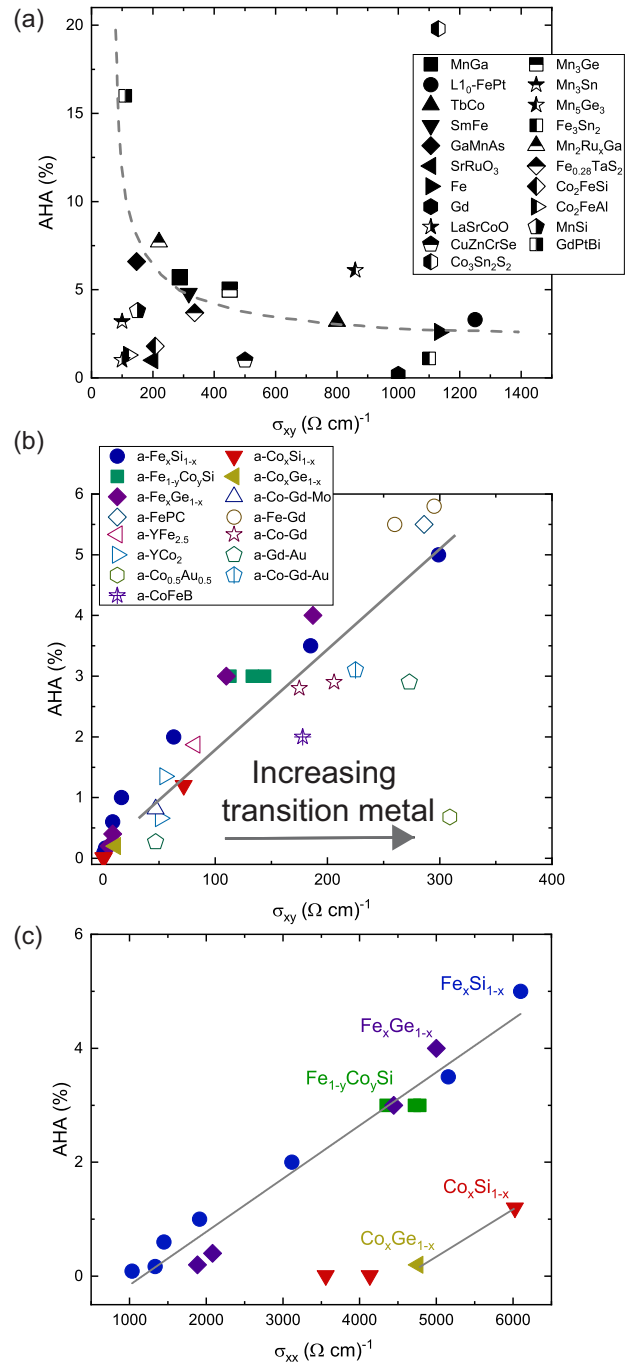 (a)
20
15
10
5
0
AHA (%)
0 200 400 600 800 1000 1200 1400
σxy (Ω cm)-1
MnGa
L10-FePt
TbCo
SmFe
GaMnAs
SrRuO3
Fe
Gd
LaSrCoO
CuZnCrSe
Co3Sn2S2
Mn3Ge
Mn3Sn
Mn5Ge3
Fe3Sn2
Mn2RuxGa
Fe0.28TaS2
Co2FeSi
Co2FeAl
MnSi
GdPtBi
(b)
a-FexSi1-x
a-Fe1-yCoySi
a-FexGe1-x
a-FePC
a-YFe2.5
a-YCo2
a-Co0.5Au0.5
a-CoFeB
a-CoxSi1-x
a-CoxGe1-x
a-Co-Gd-Mo
a-Fe-Gd
a-Co-Gd
a-Gd-Au
a-Co-Gd-Au
6
5
4
3
2
1
0
AHA (%)
Increasing
transition metal
0 100 200 300 400
σxy (Ω cm)-1
(c)
6
4
2
0
AHA (%)
FexSi1-x
FexGe1-x
Fe1-yCoySi
CoxSi1-x
CoxGe1-x
1000 2000 3000 4000 5000 6000
σxx (Ω cm)-1